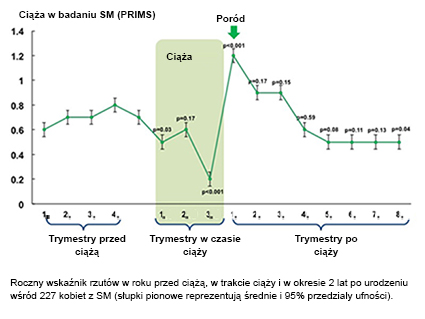 Ciąża w badaniu SM (PRIMS)
Poród
1.4
1.2
1
0.8
0.6
0.4
0.2
0
Ciąża
p=0.03
p=0.17
p<0.001
p<0.001
p=0.17
p=0.15
p=0.59
p=0.08
p=0.11
p=0.13
p=0.04
1 2 3 4 1 2 3 1 2 3 4 5 6 7 8
Trymestry przed ciążą
Trymestry w czasie ciąży
Trymestry po ciąży
Roczny wskaźnik rzutów w roku przed ciążą, w trakcie ciąży i w okresie 2 lat po urodzeniu
wśród 227 kobiet z SM (słupki pionowe reprezentują średnie i 95% przedziały ufności).